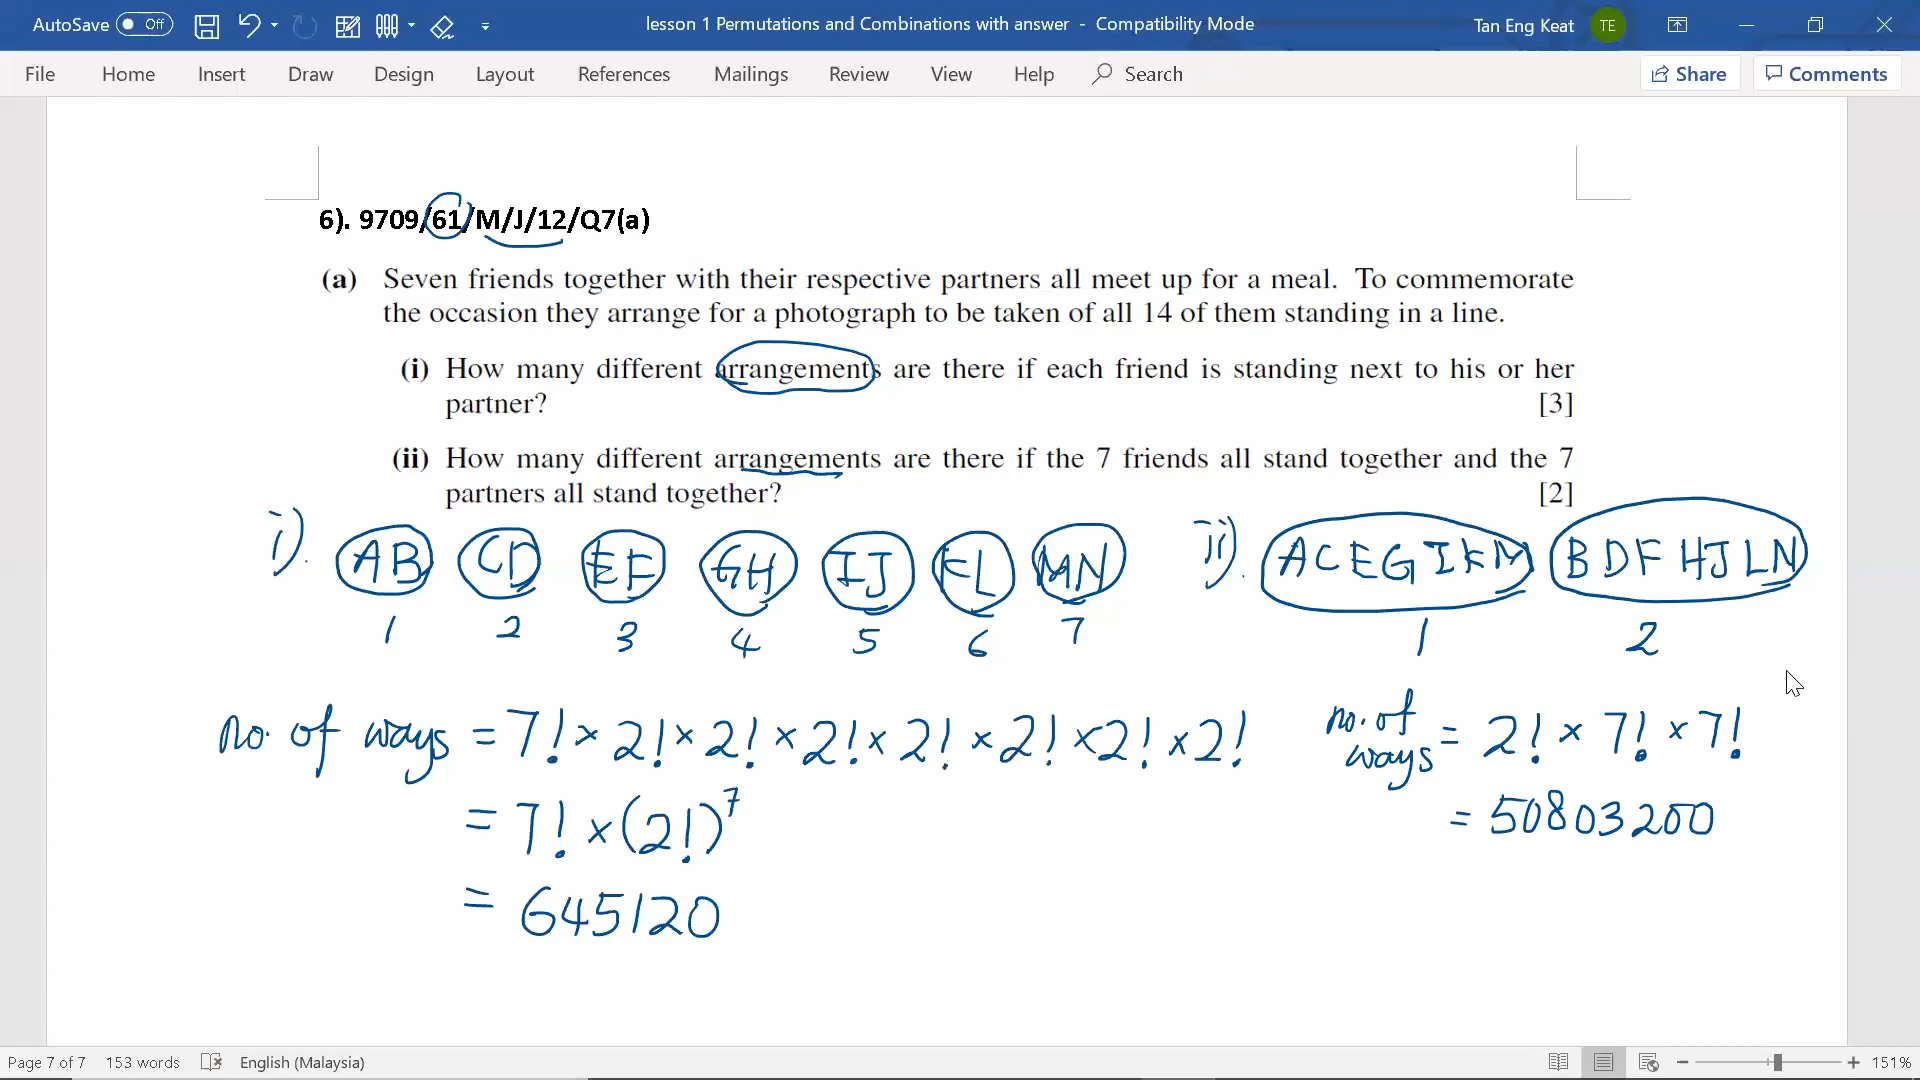 AutoSave Off
lesson 1 Permutations and Combinations with answer - Compatibility Mode
Tan Eng Keat TE
File Home Insert Draw Design Layout References Mailings Review View Help Search Share Comments
6). 9709/61/M/J/12/Q7(a)
(a) Seven friends together with their respective partners all meet up for a meal. To commemorate
the occasion they arrange for a photograph to be taken of all 14 of them standing in a line.
(i) How many different arrangements are there if each friend is standing next to his or her
partner? [3]
(ii) How many different arrangements are there if the 7 friends all stand together and the 7
partners all stand together? [2]
i). AB CD EF GH IJ KL MN
1 2 3 4 5 6 7
no. of ways = 7! × 2! × 2! × 2! × 2! × 2! × 2! × 2!
= 7! × (2!)^7
= 645120
ii). ACEGIKM BDFHJLN
1 2
no. of
ways = 2! × 7! × 7!
= 50803200
Page 7 of 7 153 words English (Malaysia) 151%